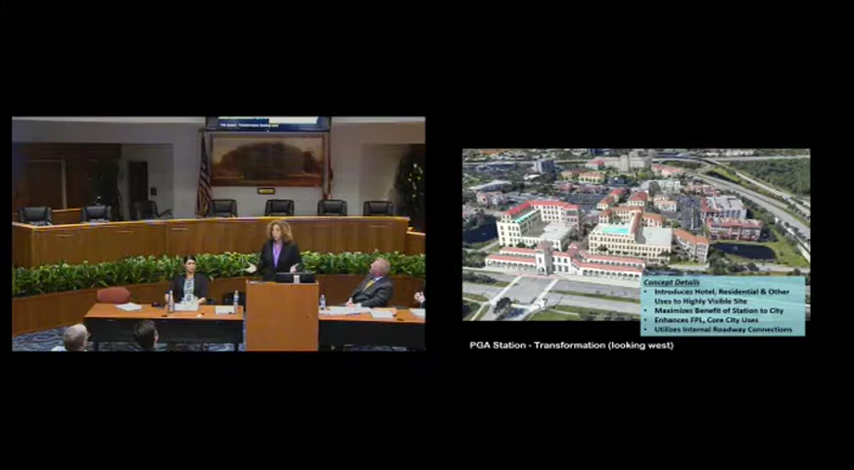 Concept Details
• Introduces Hotel, Residential & Other
Uses to Highly Visible Site
• Maximizes Benefit of Station to City
• Enhances FPL, Core City Uses
• Utilizes Internal Roadway Connections
PGA Station - Transformation (looking west)